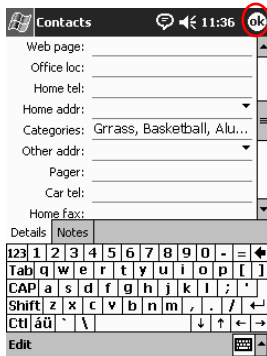 Contacts 11:36 ok
Web page:
Office loc:
Home tel:
Home addr:
Categories: Grrass, Basketball, Alu...
Other addr:
Pager:
Car tel:
Home fax:
Details Notes
123 1 2 3 4 5 6 7 8 9 0 - =
Tab q w e r t y u i o p [ ]
CAP a s d f g h j k l ; '
Shift z x c v b n m , . /
Ctl áü ` \
Edit